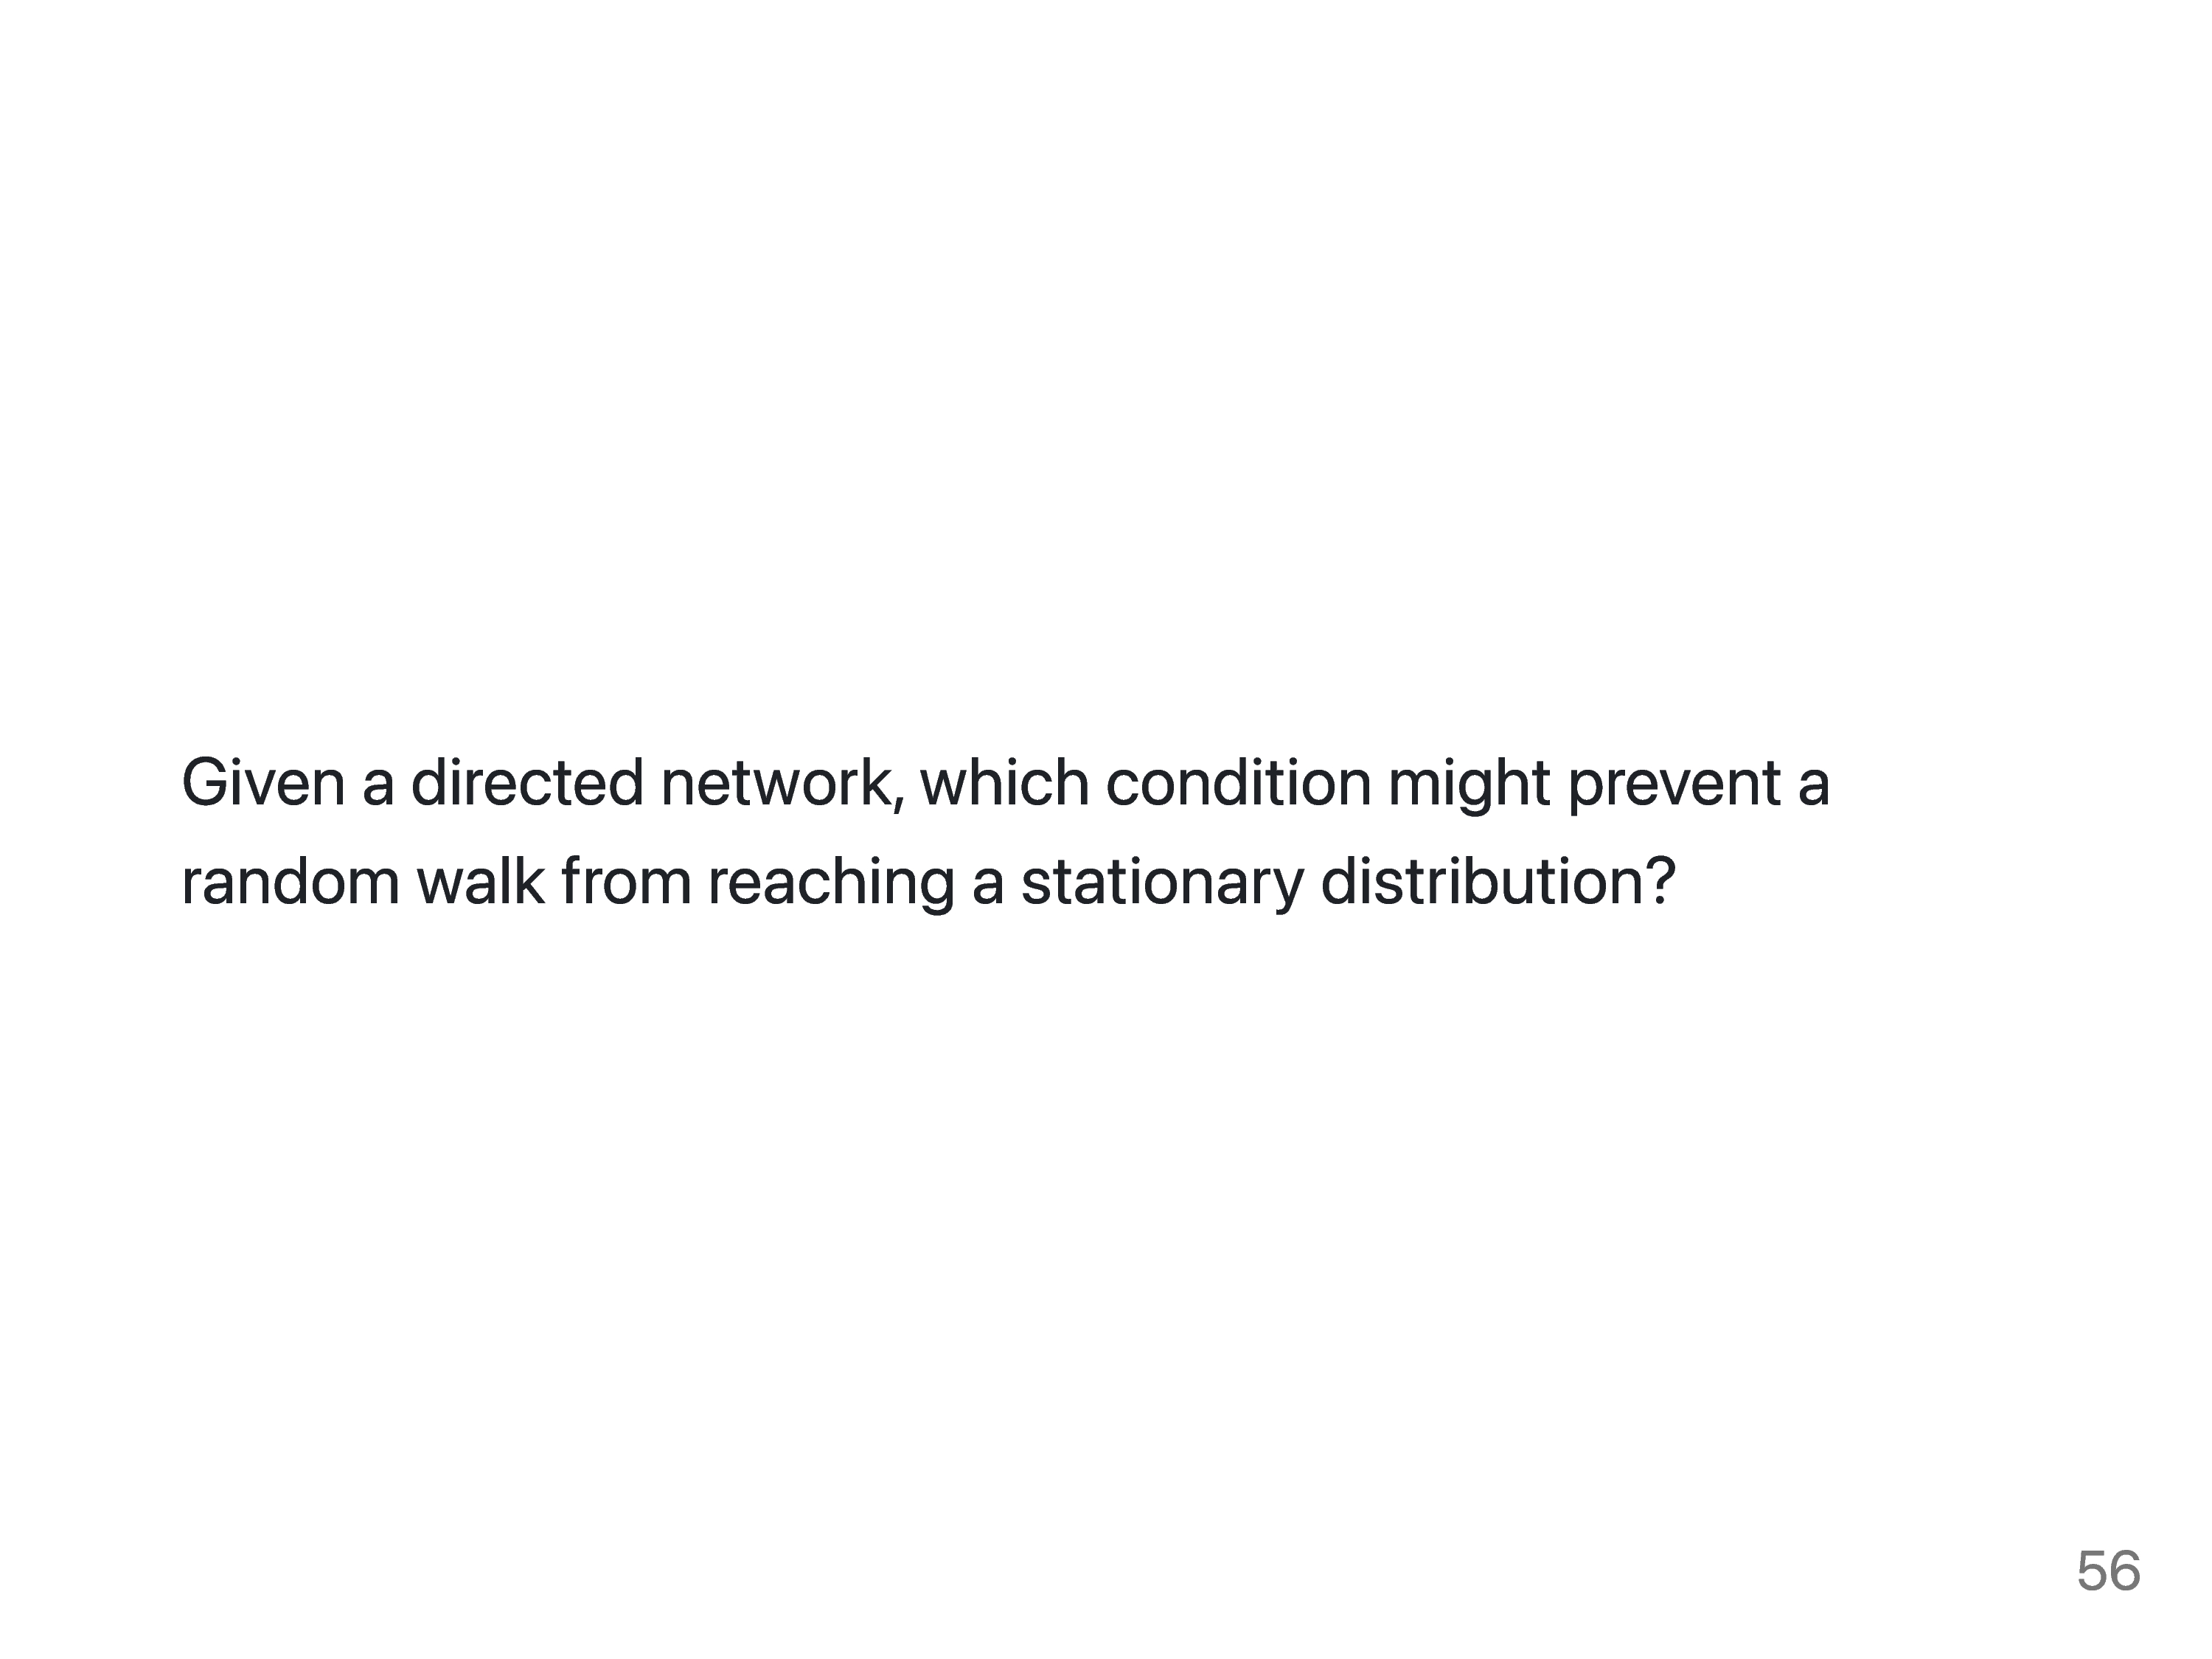 Given a directed network, which condition might prevent a
random walk from reaching a stationary distribution?
56